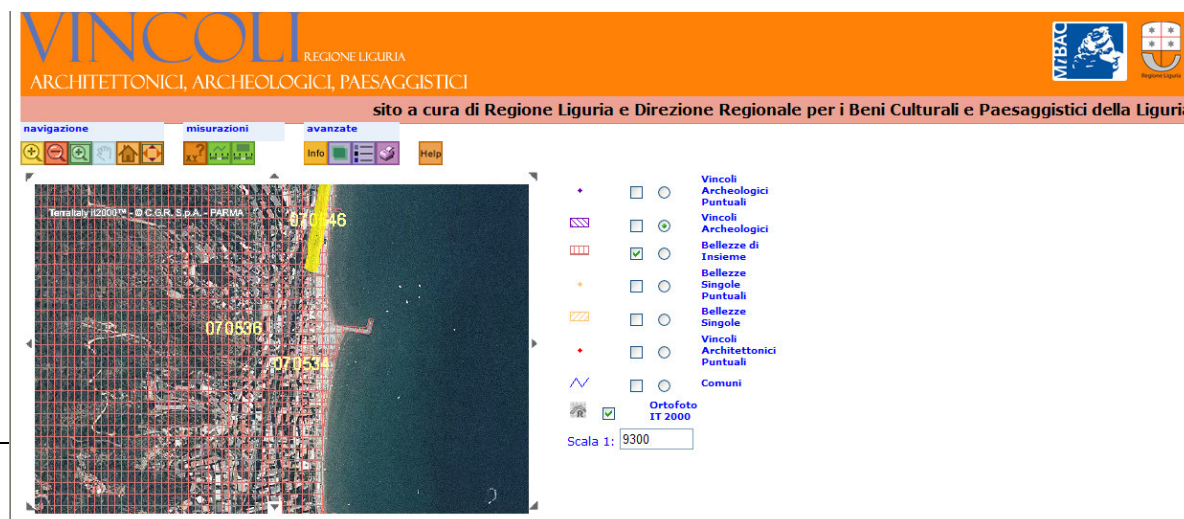 VINCOLI REGIONE LIGURIA
ARCHITETTONICI, ARCHEOLOGICI, PAESAGGISTICI
MiBAC
Regione Liguria
sito a cura di Regione Liguria e Direzione Regionale per i Beni Culturali e Paesaggistici della Liguria
navigazione misurazioni avanzate
XY? Info Help
TerraItaly it2000™ - © C.G.R. S.p.A. - PARMA
070546
070536
070534
Vincoli
Archeologici
Puntuali
Vincoli
Archeologici
Bellezze di
Insieme
Bellezze
Singole
Puntuali
Bellezze
Singole
Vincoli
Architettonici
Puntuali
Comuni
R
Ortofoto
IT 2000
Scala 1: 9300